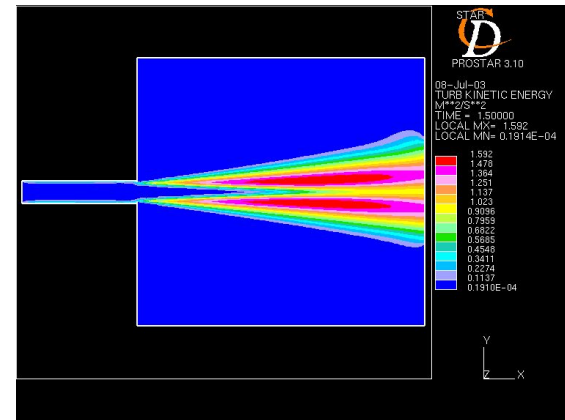 STAR
CD
PROSTAR 3.10
08-Jul-03
TURB KINETIC ENERGY
M**2/S**2
TIME = 1.50000
LOCAL MX= 1.592
LOCAL MN= 0.1914E-04
1.592
1.478
1.364
1.251
1.137
1.023
0.9096
0.7959
0.6822
0.5685
0.4548
0.3411
0.2274
0.1137
0.1910E-04
Y
Z X